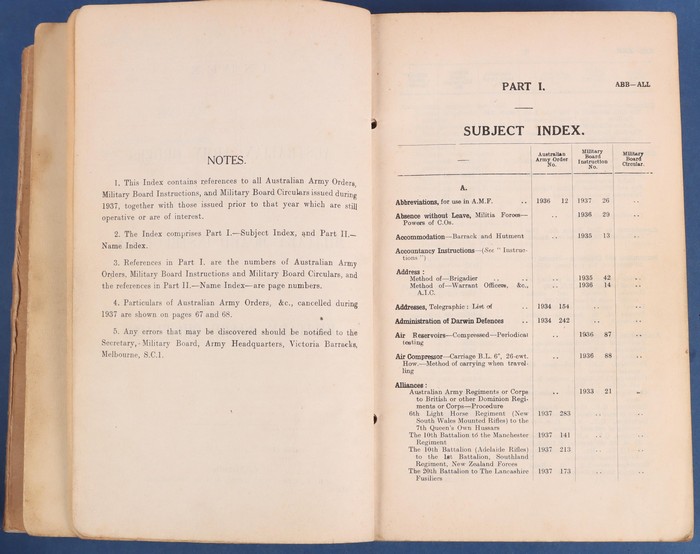 NOTES.
1. This Index contains references to all Australian Army Orders,
Military Board Instructions, and Military Board Circulars issued during
1937, together with those issued prior to that year which are still
operative or are of interest.
2. The Index comprises Part I.—Subject Index, and Part II.—
Name Index.
3. References in Part I. are the numbers of Australian Army
Orders, Military Board Instructions and Military Board Circulars, and
the references in Part II.—Name Index—are page numbers.
4. Particulars of Australian Army Orders, &c., cancelled during
1937 are shown on pages 67 and 68.
5. Any errors that may be discovered should be notified to the
Secretary, Military Board, Army Headquarters, Victoria Barracks,
Melbourne, S.C.1.
PART I. ABB—ALL
SUBJECT INDEX.
— Australian Army Order No. Military Board Instruction No. Military Board Circular.
A.
Abbreviations, for use in A.M.F. .. 1936 12 1937 26 ..
Absence without Leave, Militia Forces— .. 1936 29 ..
Powers of C.Os.
Accommodation—Barrack and Hutment .. 1935 13 ..
Accountancy Instructions—(See "Instruc-
tions")
Address:
Method of—Brigadier .. .. .. 1935 42 ..
Method of—Warrant Officers, &c., .. 1936 14 ..
A.I.C.
Addresses, Telegraphic: List of .. 1934 154 .. ..
Administration of Darwin Defences .. 1934 242 .. ..
Air Reservoirs—Compressed—Periodical .. 1936 87 ..
testing
Air Compressor—Carriage B.L. 6", 26-cwt. .. 1936 88 ..
How.—Method of carrying when travel-
ling
Alliances:
Australian Army Regiments or Corps .. 1933 21 ..
to British or other Dominion Regi-
ments or Corps—Procedure
6th Light Horse Regiment (New 1937 283 .. ..
South Wales Mounted Rifles) to the
7th Queen's Own Hussars
The 10th Battalion to the Manchester 1937 141 .. ..
Regiment
The 10th Battalion (Adelaide Rifles) 1937 213 .. ..
to the 1st Battalion, Southland
Regiment, New Zealand Forces
The 20th Battalion to The Lancashire 1937 173 .. ..
Fusiliers